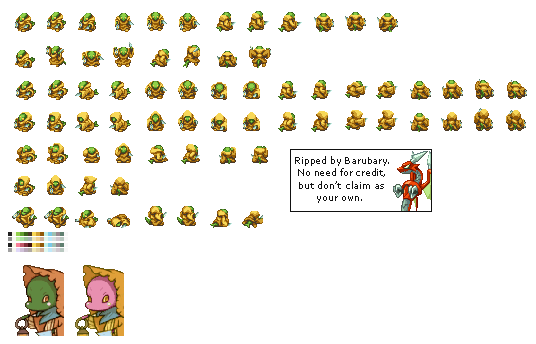 Ripped by Barubary.
No need for credit,
but don't claim as
your own.